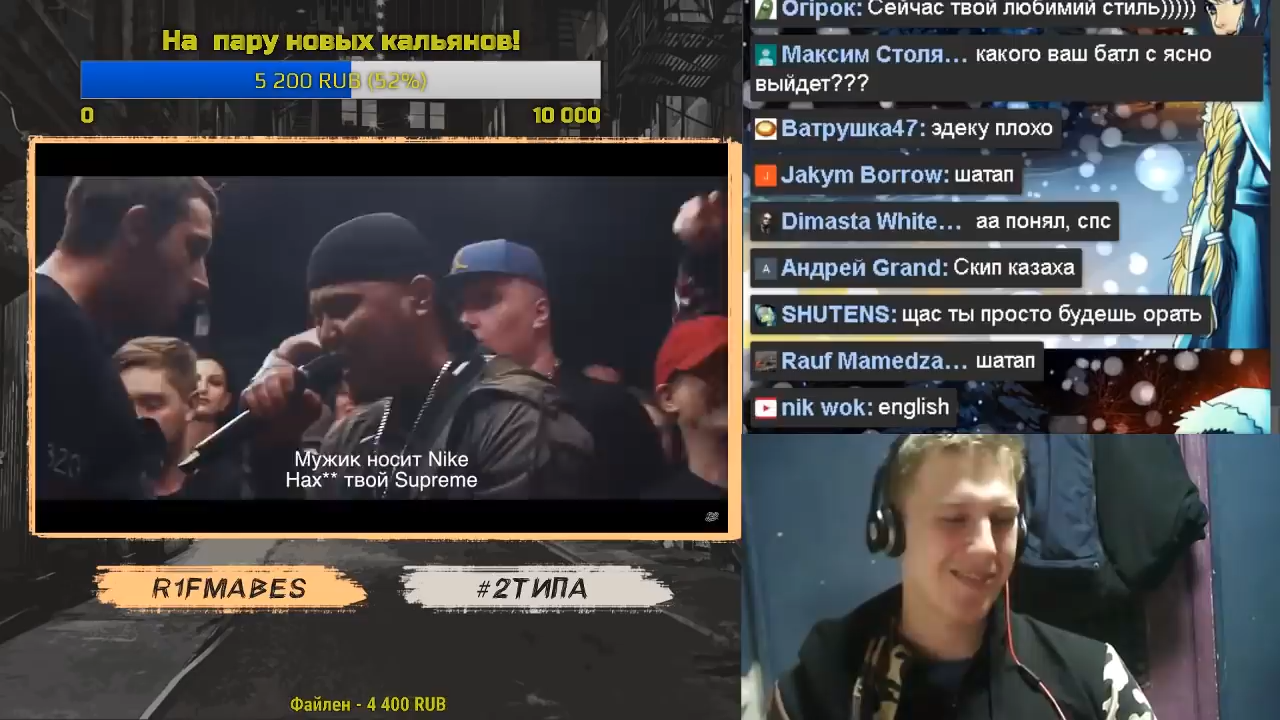 На пару новых кальянов!
5 200 RUB (52%)
0
10 000
Мужик носит Nike
Нах** твой Supreme
R1FMABES
#2ТИПА
Файлен - 4 400 RUB
Огірок: Сейчас твой любимий стиль)))))
Максим Столя... какого ваш батл с ясно
выйдет???
Ватрушка47: эдеку плохо
Jakym Borrow: шатап
Dimasta White... аа понял, спс
Андрей Grand: Скип казаха
SHUTENS: щас ты просто будешь орать
Rauf Mamedza... шатап
nik wok: english